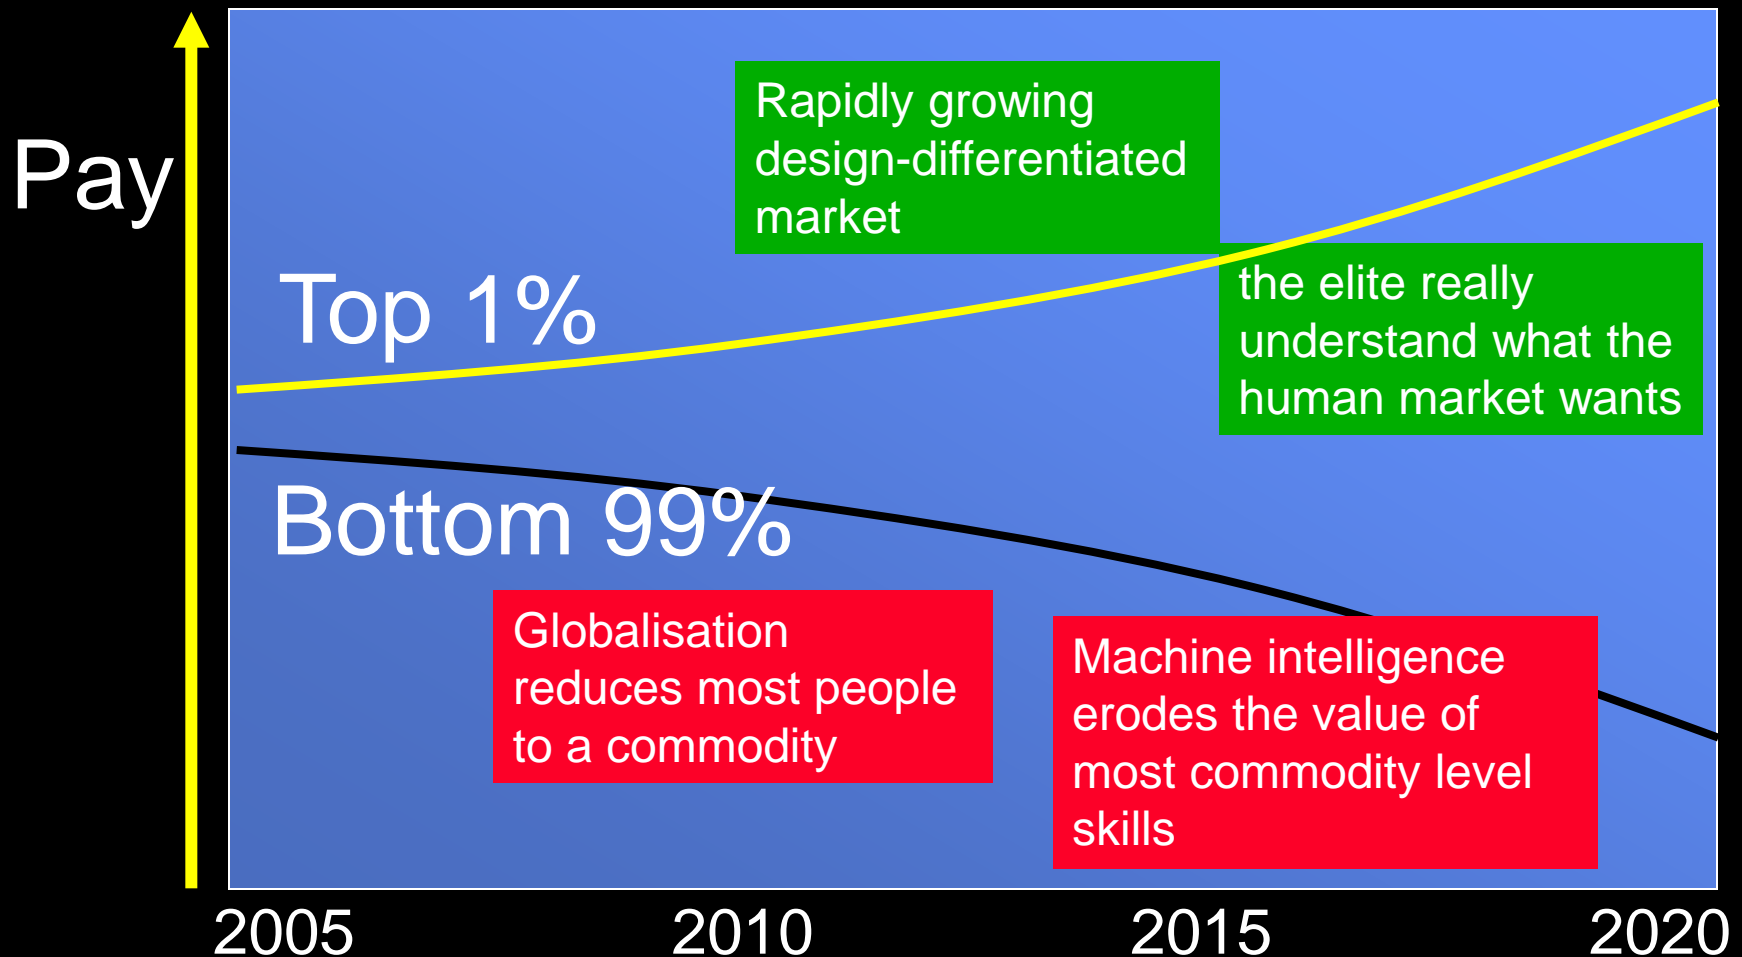 Pay
Rapidly growing
design-differentiated
market
Top 1%
the elite really
understand what the
human market wants
Bottom 99%
Globalisation
reduces most people
to a commodity
Machine intelligence
erodes the value of
most commodity level
skills
2005 2010 2015 2020